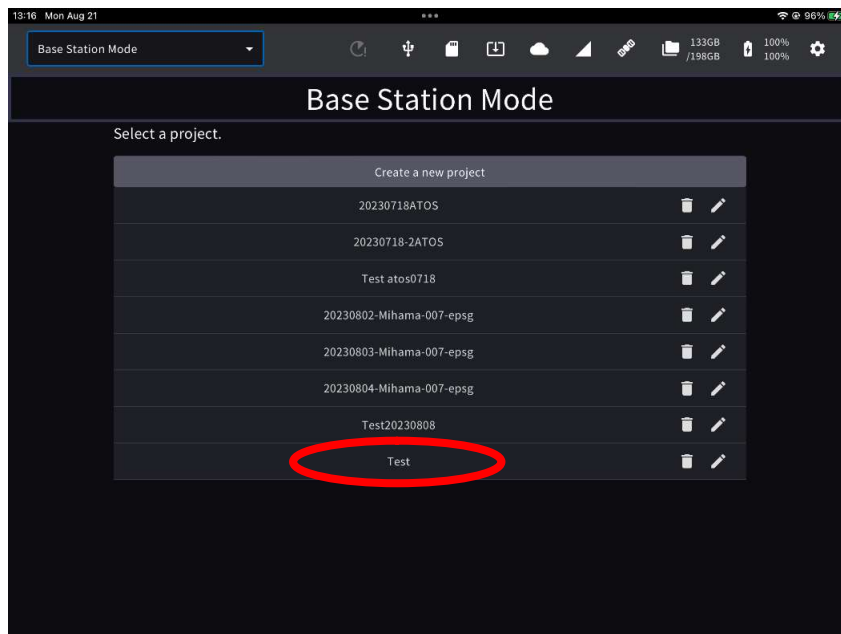 13:16 Mon Aug 21
96%
Base Station Mode
133GB
/198GB
100%
100%
Base Station Mode
Select a project.
Create a new project
20230718ATOS
20230718-2ATOS
Test atos0718
20230802-Mihama-007-epsg
20230803-Mihama-007-epsg
20230804-Mihama-007-epsg
Test20230808
Test